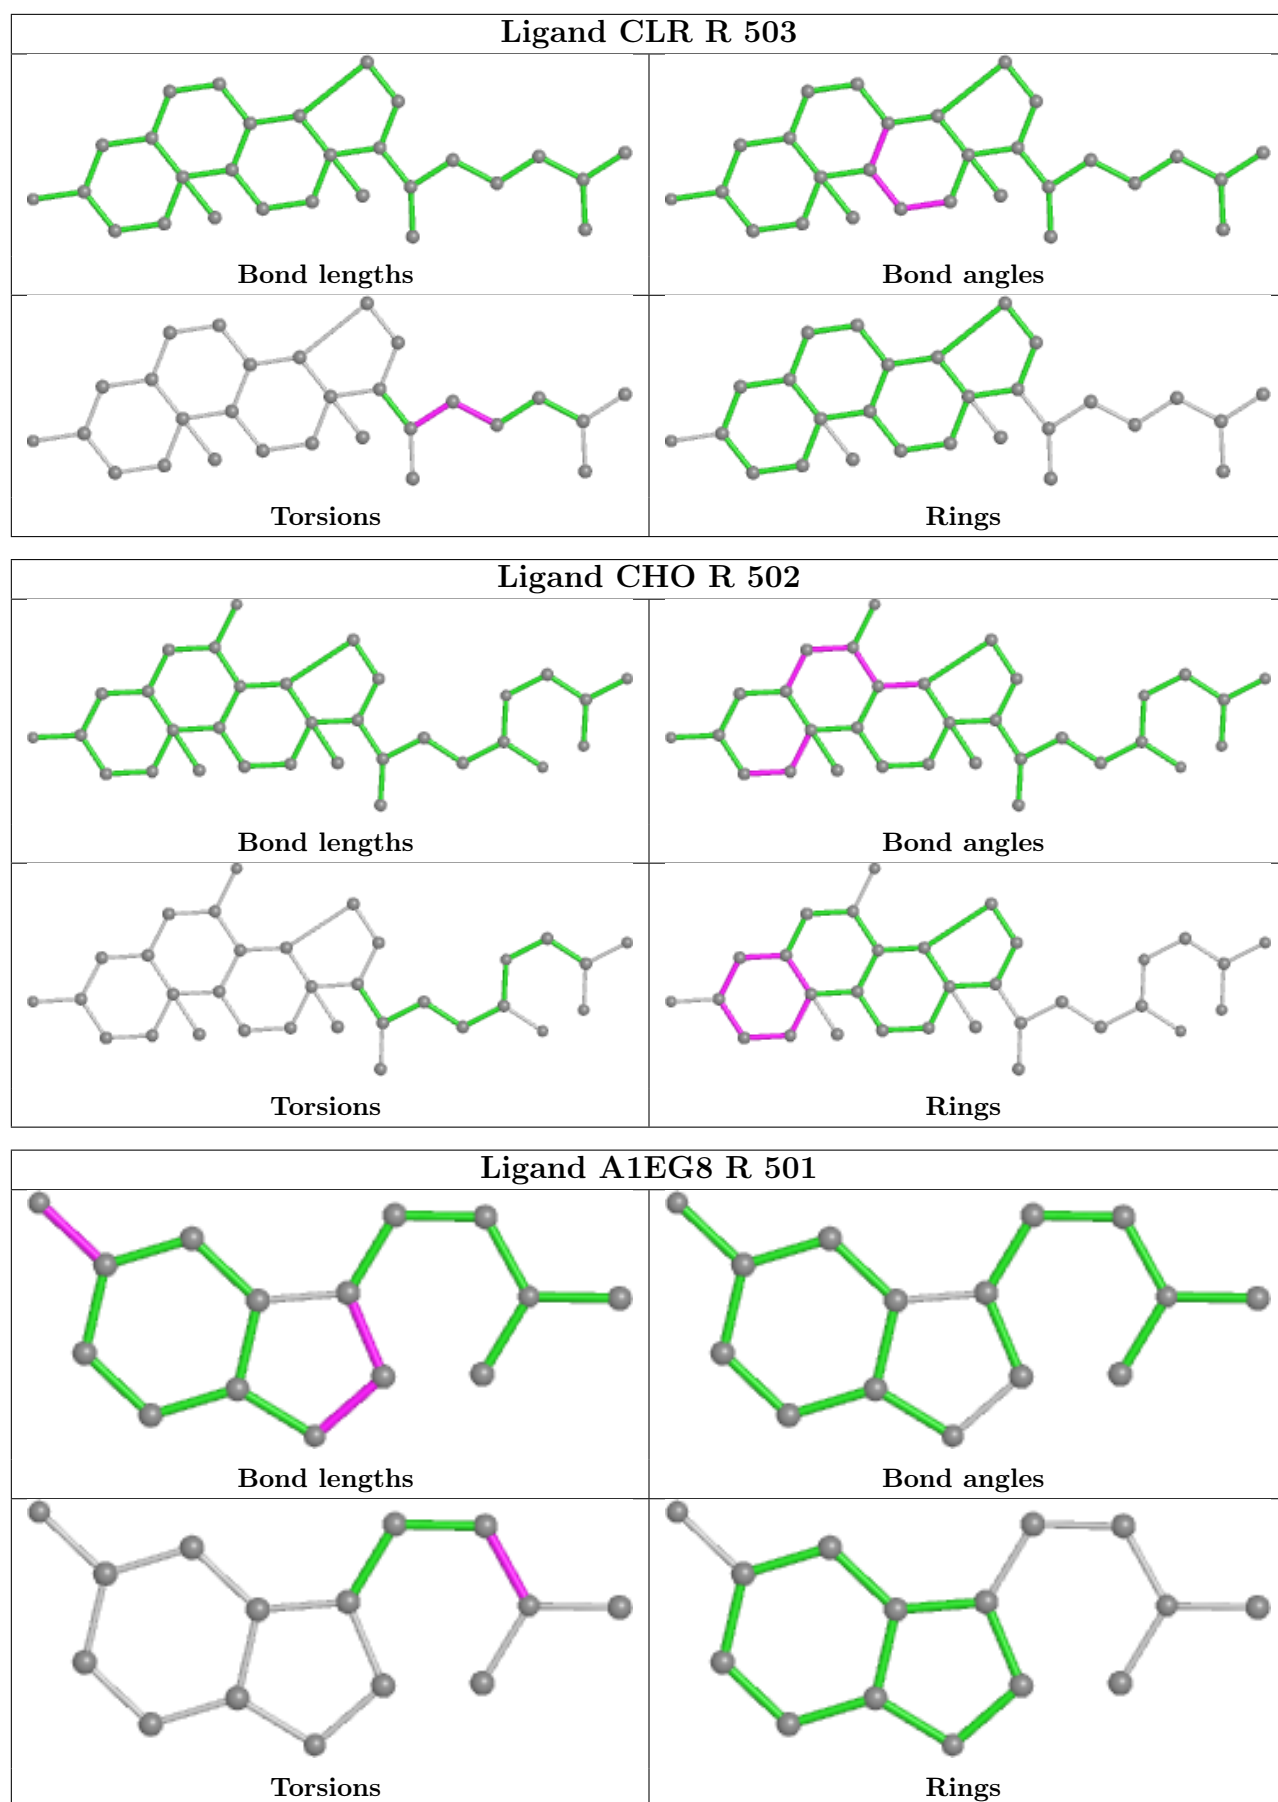 Ligand CLR R 503
Bond lengths
Bond angles
Torsions
Rings
Ligand CHO R 502
Bond lengths
Bond angles
Torsions
Rings
Ligand A1EG8 R 501
Bond lengths
Bond angles
Torsions
Rings